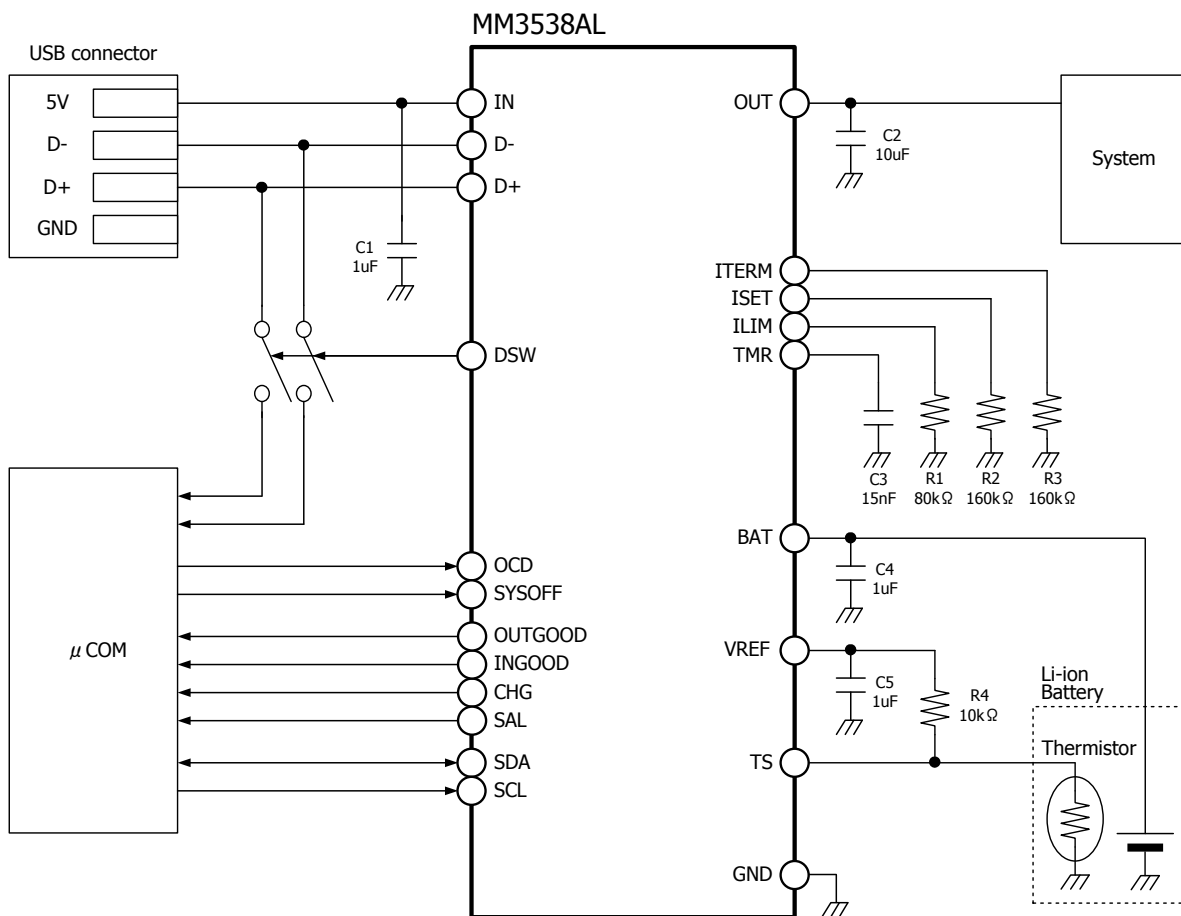 MM3538AL
USB connector
5V
D-
D+
GND
IN
D-
D+
C1
1uF
DSW
μ COM
OCD
SYSOFF
OUTGOOD
INGOOD
CHG
SAL
SDA
SCL
OUT
C2
10uF
System
ITERM
ISET
ILIM
TMR
C3
15nF
R1
80kΩ
R2
160kΩ
R3
160kΩ
BAT
C4
1uF
VREF
C5
1uF
R4
10kΩ
Li-ion
Battery
Thermistor
TS
GND